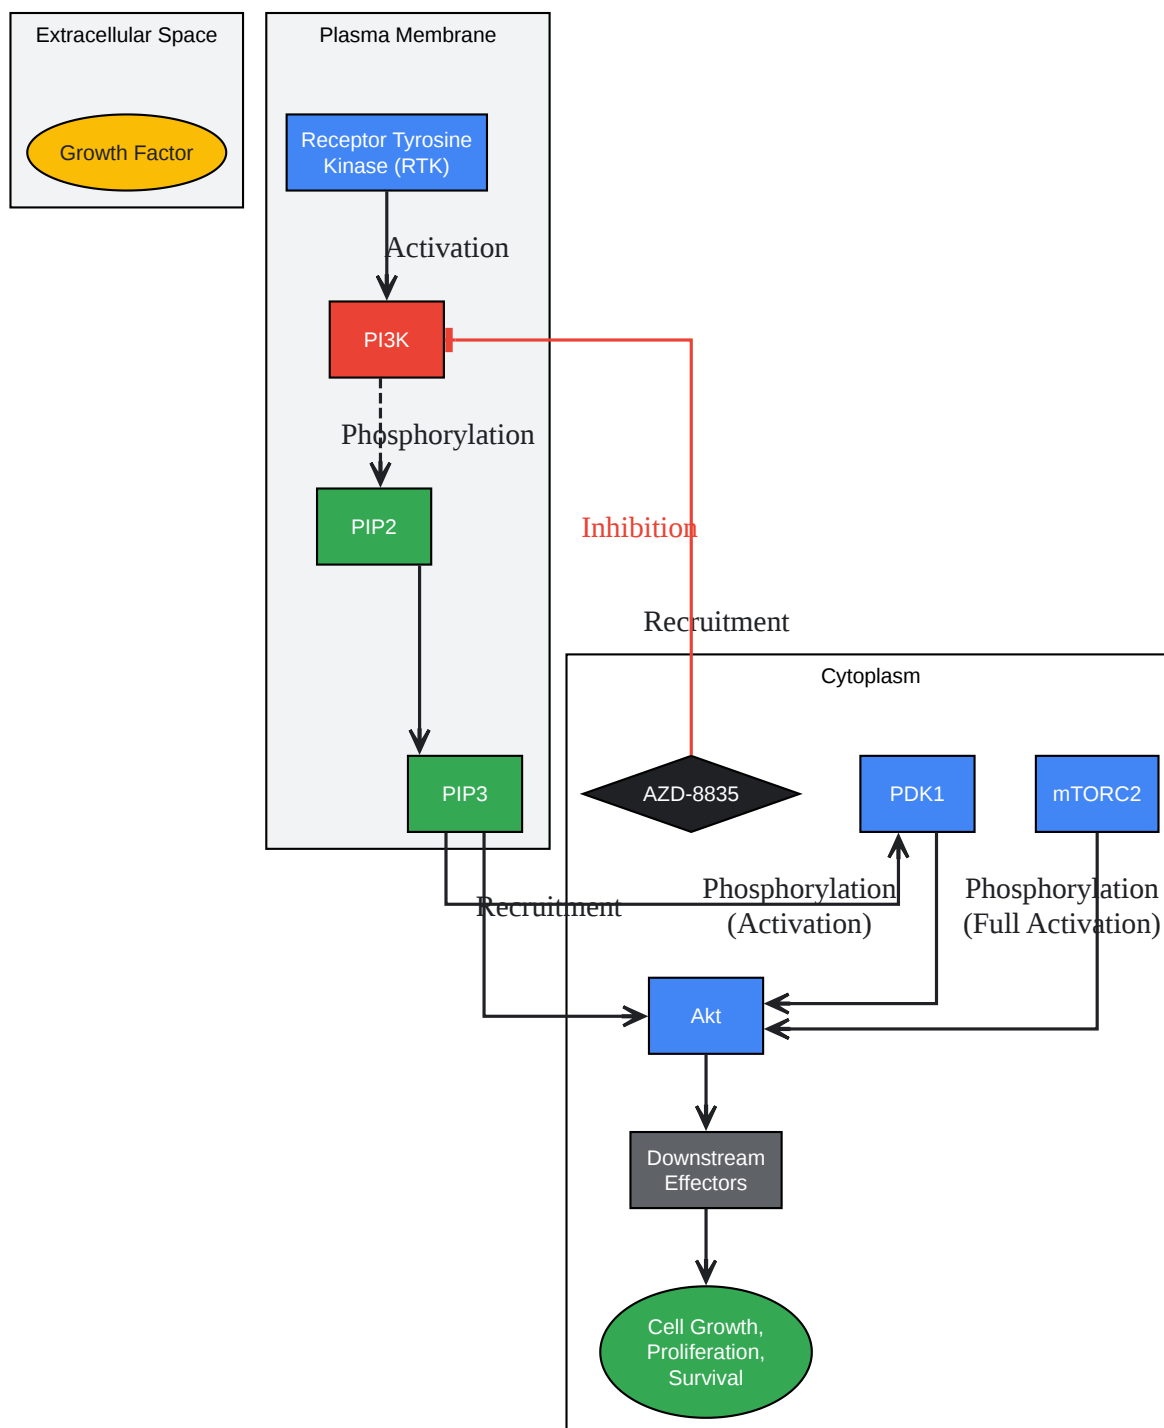 Extracellular Space
Plasma Membrane
Growth Factor
Receptor Tyrosine
Kinase (RTK)
Activation
PI3K
Phosphorylation
PIP2
Inhibition
Recruitment
Cytoplasm
PIP3
AZD-8835
PDK1
mTORC2
Recruitment
Phosphorylation
(Activation)
Phosphorylation
(Full Activation)
Akt
Downstream
Effectors
Cell Growth,
Proliferation,
Survival